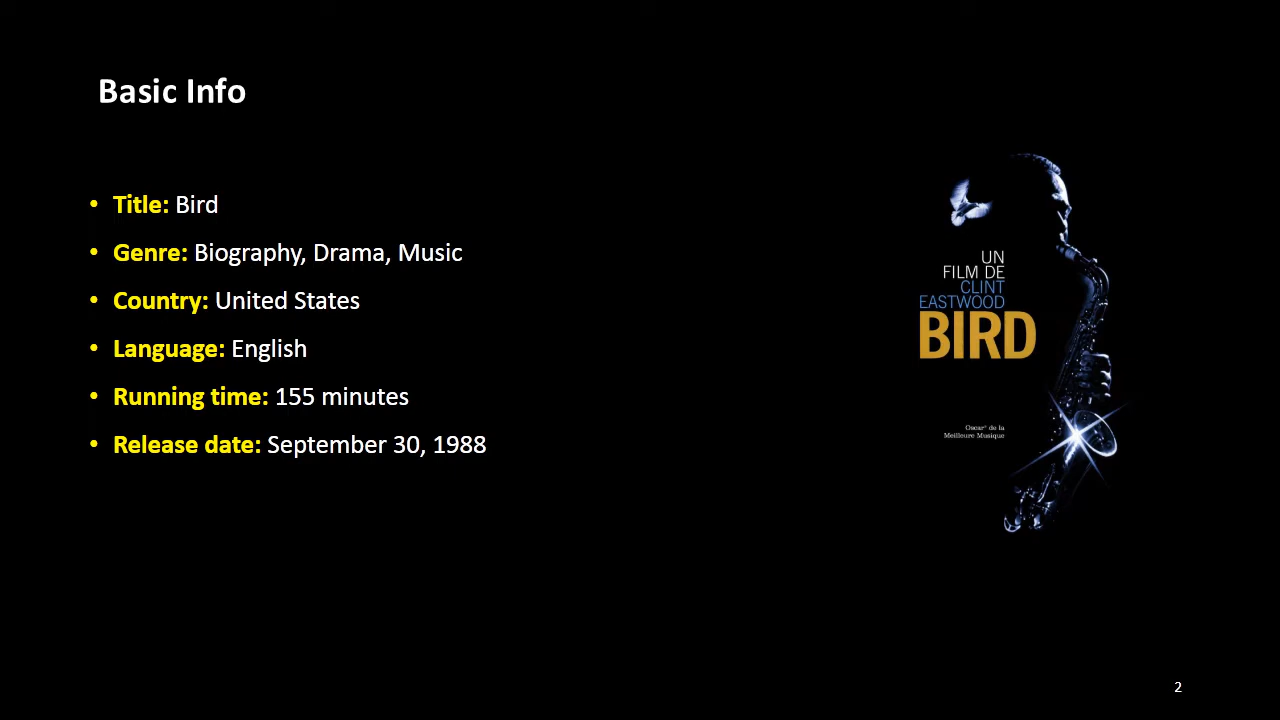 Basic Info
• Title: Bird
• Genre: Biography, Drama, Music
• Country: United States
• Language: English
• Running time: 155 minutes
• Release date: September 30, 1988
UN
FILM DE
CLINT
EASTWOOD
BIRD
Oscar® de la
Meilleure Musique
2